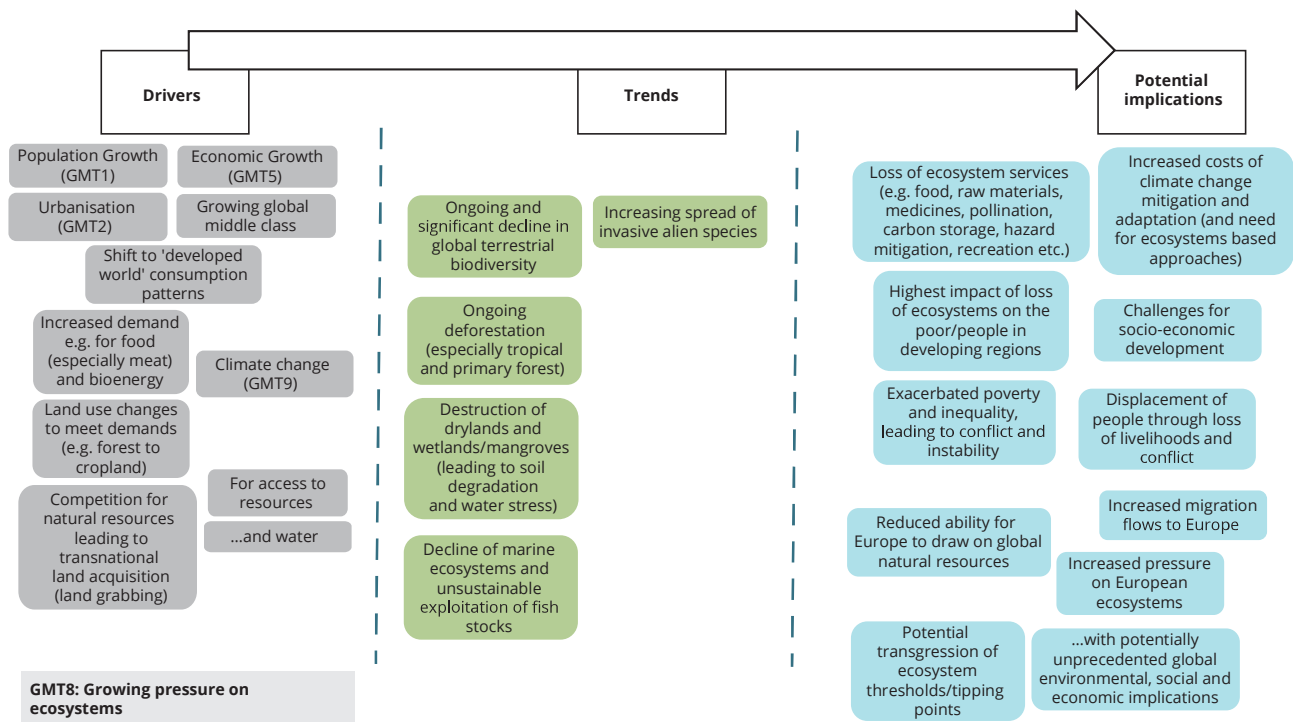 Drivers
Trends
Potential
implications
Population Growth
(GMT1)
Economic Growth
(GMT5)
Urbanisation
(GMT2)
Growing global
middle class
Shift to 'developed
world' consumption
patterns
Increased demand
e.g. for food
(especially meat)
and bioenergy
Climate change
(GMT9)
Land use changes
to meet demands
(e.g. forest to
cropland)
Competition for
natural resources
leading to
transnational
land acquisition
(land grabbing)
For access to
resources
...and water
GMT8: Growing pressure on
ecosystems
Ongoing and
significant decline in
global terrestrial
biodiversity
Increasing spread of
invasive alien species
Ongoing
deforestation
(especially tropical
and primary forest)
Destruction of
drylands and
wetlands/mangroves
(leading to soil
degradation
and water stress)
Decline of marine
ecosystems and
unsustainable
exploitation of fish
stocks
Loss of ecosystem services
(e.g. food, raw materials,
medicines, pollination,
carbon storage, hazard
mitigation, recreation etc.)
Increased costs of
climate change
mitigation and
adaptation (and need
for ecosystems based
approaches)
Highest impact of loss
of ecosystems on the
poor/people in
developing regions
Challenges for
socio-economic
development
Exacerbated poverty
and inequality,
leading to conflict and
instability
Displacement of
people through loss
of livelihoods and
conflict
Increased migration
flows to Europe
Reduced ability for
Europe to draw on global
natural resources
Increased pressure
on European
ecosystems
Potential
transgression of
ecosystem
thresholds/tipping
points
...with potentially
unprecedented global
environmental, social and
economic implications